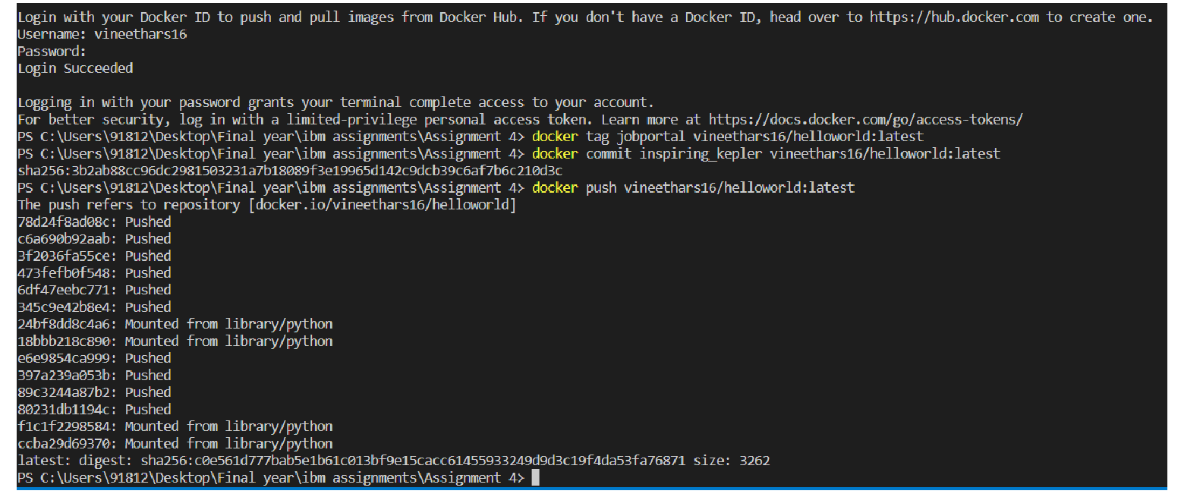 Login with your Docker ID to push and pull images from Docker Hub. If you don't have a Docker ID, head over to https://hub.docker.com to create one.
Username: vineethars16
Password:
Login Succeeded
Logging in with your password grants your terminal complete access to your account.
For better security, log in with a limited-privilege personal access token. Learn more at https://docs.docker.com/go/access-tokens/
PS C:\Users\91812\Desktop\Final year\ibm assignments\Assignment 4> docker tag jobportal vineethars16/helloworld:latest
PS C:\Users\91812\Desktop\Final year\ibm assignments\Assignment 4> docker commit inspiring_kepler vineethars16/helloworld:latest
sha256:3b2ab88cc96dc2981503231a7b18089f3e19965d142c9dcb39c6af7b6c210d3c
PS C:\Users\91812\Desktop\Final year\ibm assignments\Assignment 4> docker push vineethars16/helloworld:latest
The push refers to repository [docker.io/vineethars16/helloworld]
78d24f8ad08c: Pushed
c6a690b92aab: Pushed
3f2036fa55ce: Pushed
473fefb0f548: Pushed
6df47eebc771: Pushed
345c9e42b8e4: Pushed
24bf8dd8c4a6: Mounted from library/python
18bbb218c890: Mounted from library/python
e6e9854ca999: Pushed
397a239a053b: Pushed
89c3244a87b2: Pushed
80231db1194c: Pushed
f1c1f2298584: Mounted from library/python
ccba29d69370: Mounted from library/python
latest: digest: sha256:c0e561d777bab5e1b61c013bf9e15cacc61455933249d9d3c19f4da53fa76871 size: 3262
PS C:\Users\91812\Desktop\Final year\ibm assignments\Assignment 4>